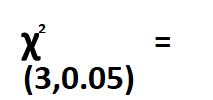 χ² =
(3,0.05)